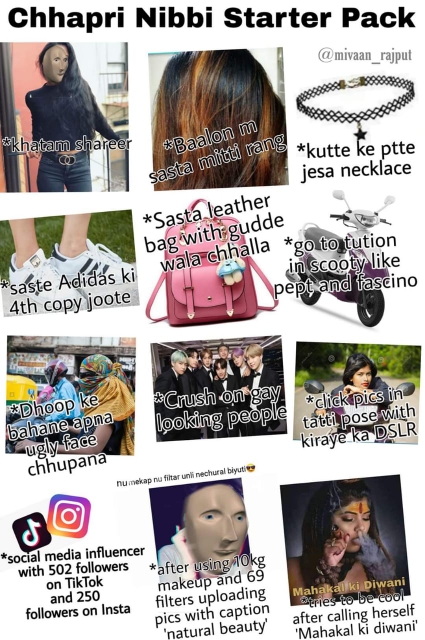 Chhapri Nibbi Starter Pack
@mivaan_rajput
*khatam shareer
*Baalon m
sasta mitti rang
*kutte ke ptte
jesa necklace
*saste Adidas ki
4th copy joote
*Sasta leather
bag with gudde
wala chhalla
*go to tution
in scooty like
pept and fascino
*Dhoop ke
bahane apna
ugly face
chhupana
*Crush on gay
looking people
*click pics in
tatti pose with
kiraye ka DSLR
*social media influencer
with 502 followers
on TikTok
and 250
followers on Insta
nu mekap nu filtar unli nechural biyuti😎
*after using 10kg
makeup and 69
filters uploading
pics with caption
'natural beauty'
Mahakal ki Diwani
*tries to be cool
after calling herself
'Mahakal ki diwani'